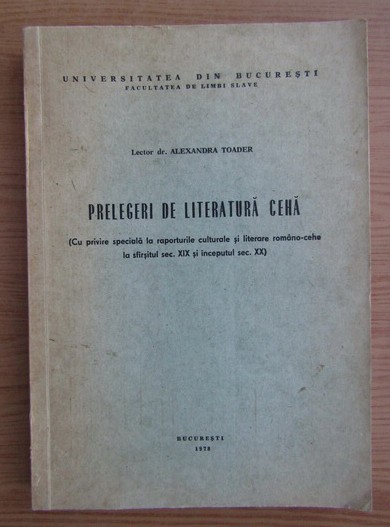 UNIVERSITATEA DIN BUCUREȘTI
FACULTATEA DE LIMBI SLAVE
Lector dr. ALEXANDRA TOADER
PRELEGERI DE LITERATURĂ CEHĂ
(Cu privire specială la raporturile culturale și literare româno-cehe
la sfîrșitul sec. XIX și începutul sec. XX)
BUCUREȘTI
1978